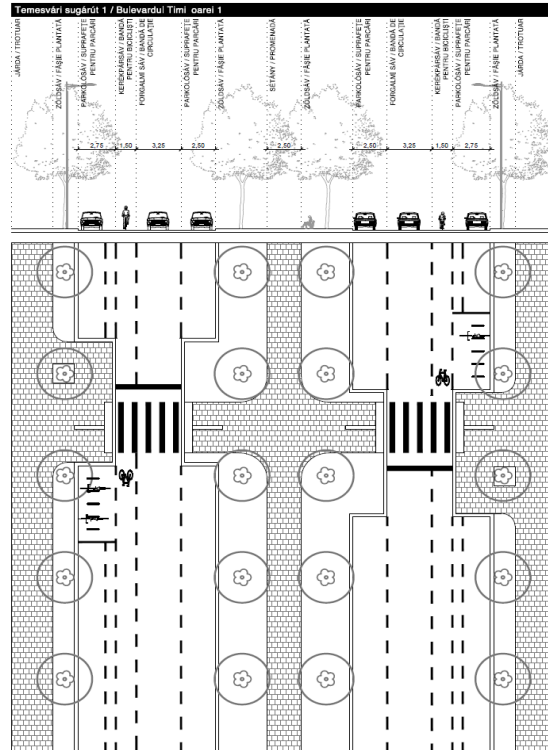 Temesvári sugárút 1 / Bulevardul Timi oarei 1
JÁRDA / TROTUAR
ZÖLDSÁV / FÂȘIE PLANTATĂ
PARKOLÓSÁV / SUPRAFEȚE
PENTRU PARCĂRI
KERÉKPÁRSÁV / BANDĂ
PENTRU BICICLIȘTI
FORGALMI SÁV / BANDĂ DE
CIRCULAȚIE
PARKOLÓSÁV / SUPRAFEȚE
PENTRU PARCĂRI
ZÖLDSÁV / FÂȘIE PLANTATĂ
SÉTÁNY / PROMENADĂ
ZÖLDSÁV / FÂȘIE PLANTATĂ
PARKOLÓSÁV / SUPRAFEȚE
PENTRU PARCĂRI
FORGALMI SÁV / BANDĂ DE
CIRCULAȚIE
KERÉKPÁRSÁV / BANDĂ
PENTRU BICICLIȘTI
PARKOLÓSÁV / SUPRAFEȚE
PENTRU PARCĂRI
ZÖLDSÁV / FÂȘIE PLANTATĂ
JÁRDA / TROTUAR
2,75 1,50 3,25 2,50 2,50 2,50 3,25 1,50 2,75